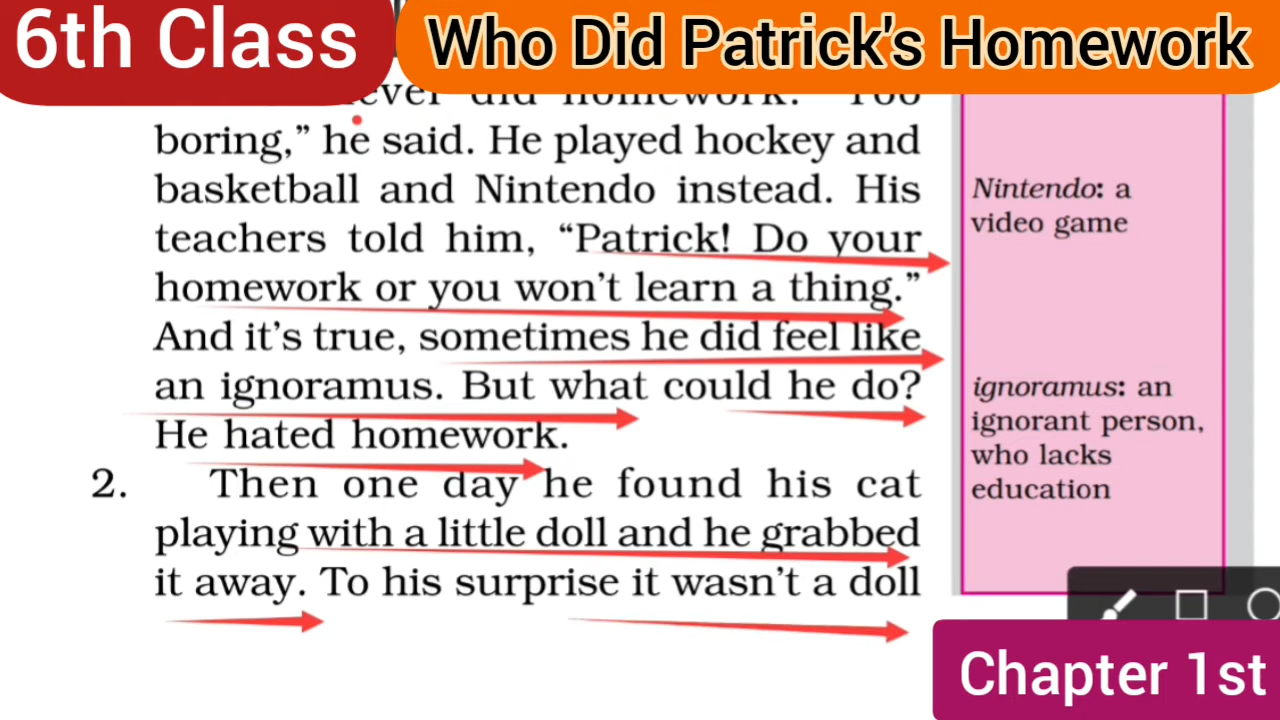 6th Class
Who Did Patrick's Homework
ever did homework. "Too
boring," he said. He played hockey and
basketball and Nintendo instead. His
teachers told him, "Patrick! Do your
homework or you won't learn a thing."
And it's true, sometimes he did feel like
an ignoramus. But what could he do?
He hated homework.
2. Then one day he found his cat
playing with a little doll and he grabbed
it away. To his surprise it wasn't a doll
Nintendo: a
video game
ignoramus: an
ignorant person,
who lacks
education
Chapter 1st